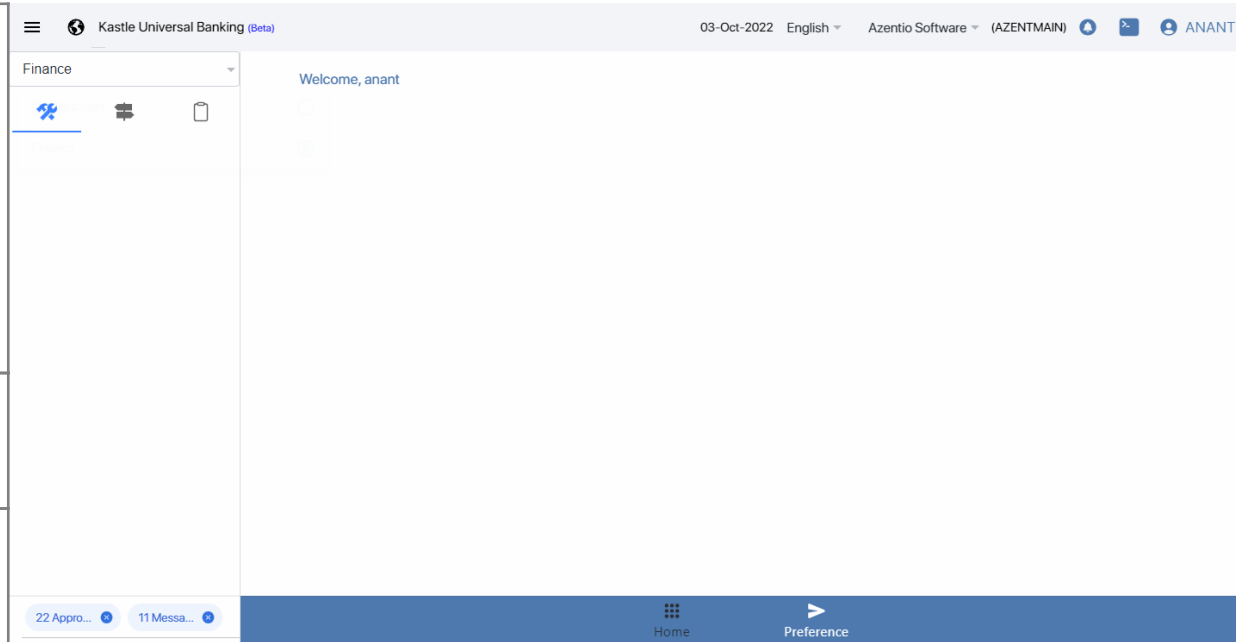 Kastle Universal Banking (Beta)
03-Oct-2022 English Azentio Software (AZENTMAIN) ANANT
Finance
Welcome, anant
22 Appro... 11 Messa...
Home Preference